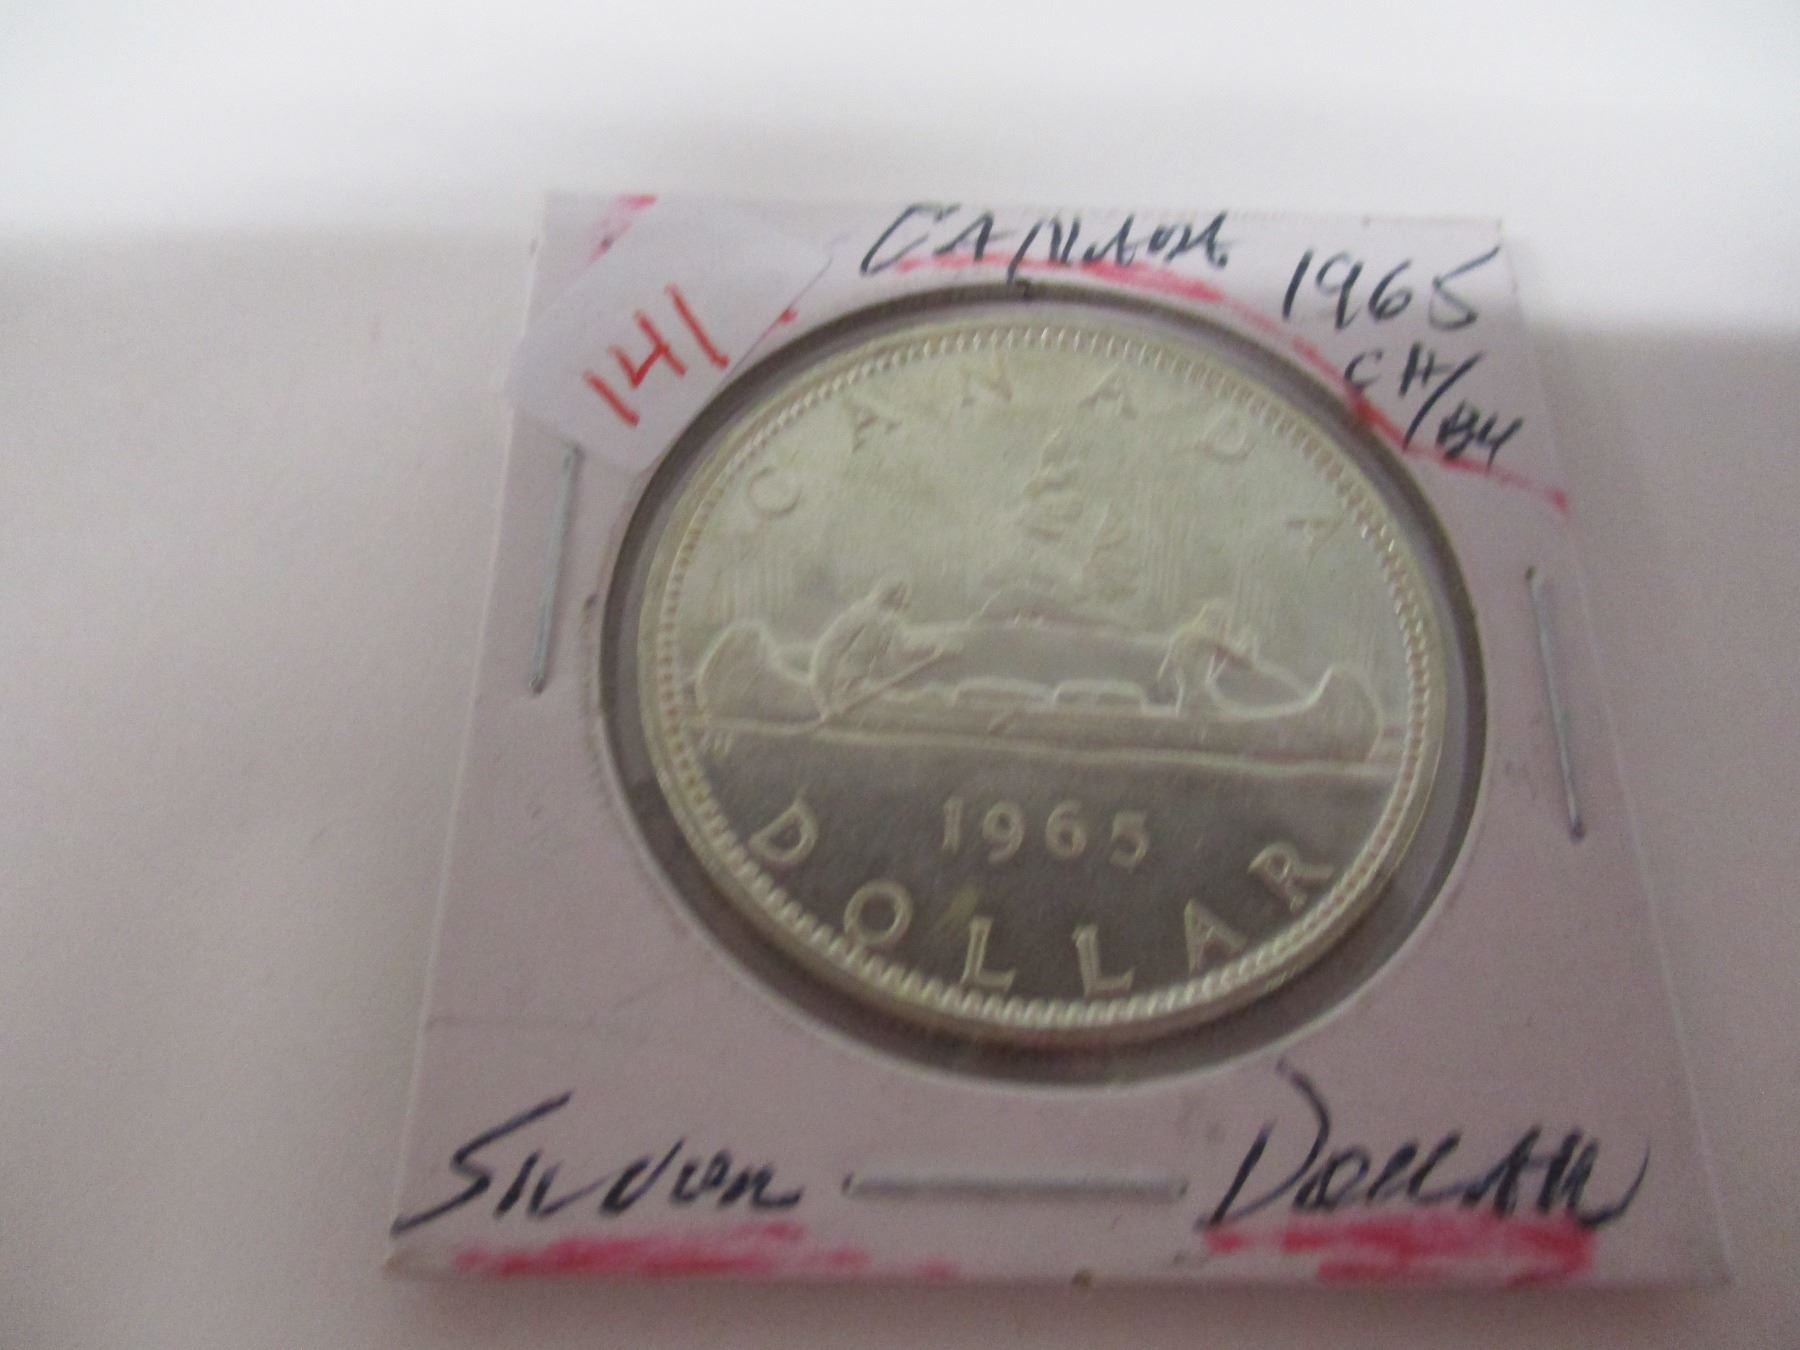 CANADA
1965
CH/BU
141
CANADA
1965
DOLLAR
SILVER DOLLAR